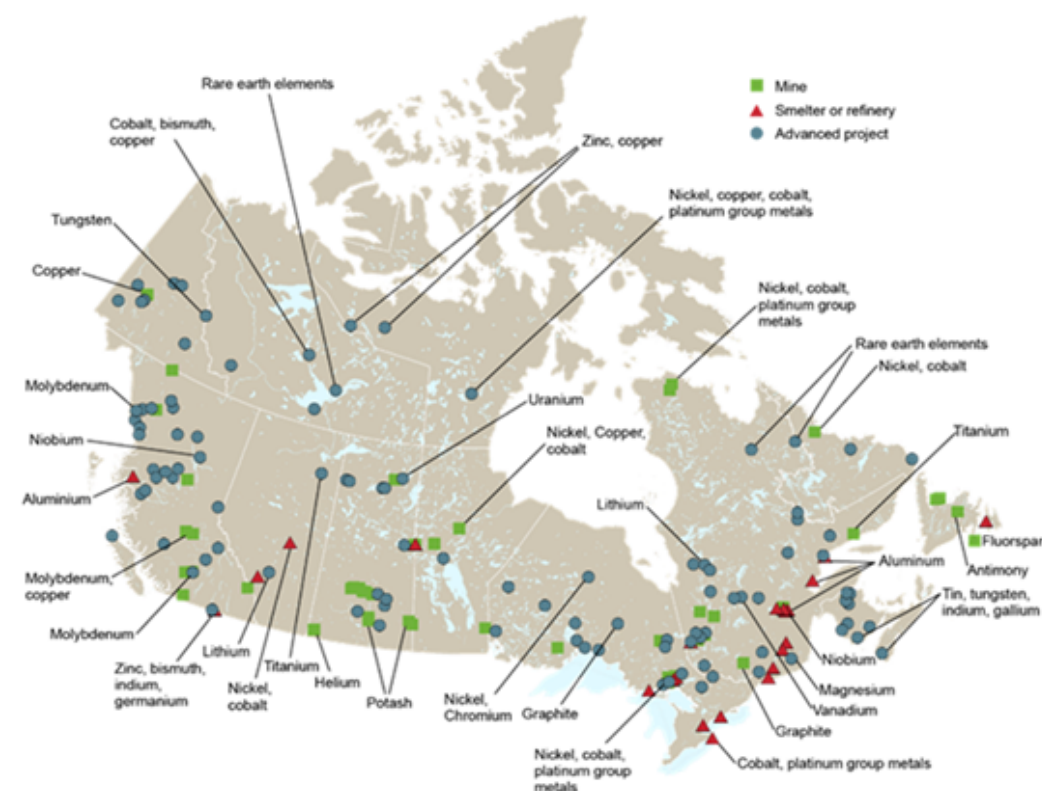 Rare earth elements
Mine
Smelter or refinery
Advanced project
Cobalt, bismuth,
copper
Zinc, copper
Nickel, copper, cobalt,
platinum group metals
Tungsten
Copper
Nickel, cobalt,
platinum group
metals
Rare earth elements
Nickel, cobalt
Molybdenum
Uranium
Niobium
Nickel, Copper,
cobalt
Titanium
Aluminium
Lithium
Fluorspar
Aluminum
Antimony
Molybdenum,
copper
Tin, tungsten,
indium, gallium
Molybdenum
Lithium
Titanium
Helium
Niobium
Zinc, bismuth,
indium,
germanium
Nickel,
cobalt
Potash
Nickel,
Chromium
Graphite
Magnesium
Vanadium
Graphite
Nickel, cobalt,
platinum group
metals
Cobalt, platinum group metals